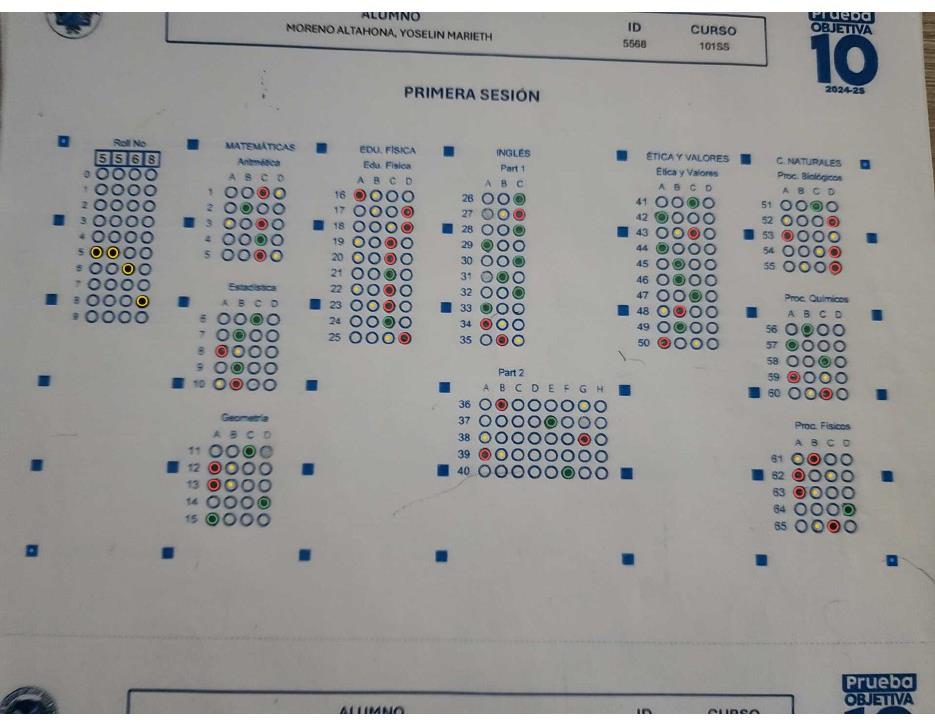 ALUMNO
MORENO ALTAHONA, YOSELIN MARIETH
ID
5568
CURSO
101SS
Prueba
OBJETIVA
10
2024-25
PRIMERA SESIÓN
Roll No
5 5 6 8
0
1
2
3
4
5
6
7
8
9
MATEMÁTICAS
Aritmética
A B C D
1
2
3
4
5
Estadística
A B C D
6
7
8
9
10
Geometría
A B C D
11
12
13
14
15
EDU. FÍSICA
Edu. Física
A B C D
16
17
18
19
20
21
22
23
24
25
INGLÉS
Part 1
A B C
26
27
28
29
30
31
32
33
34
35
Part 2
A B C D E F G H
36
37
38
39
40
ÉTICA Y VALORES
Ética y Valores
A B C D
41
42
43
44
45
46
47
48
49
50
C. NATURALES
Proc. Biológicos
A B C D
51
52
53
54
55
Proc. Químicos
A B C D
56
57
58
59
60
Proc. Físicos
A B C D
61
62
63
64
65
ALUMNO
ID
CURSO
Prueba
OBJETIVA